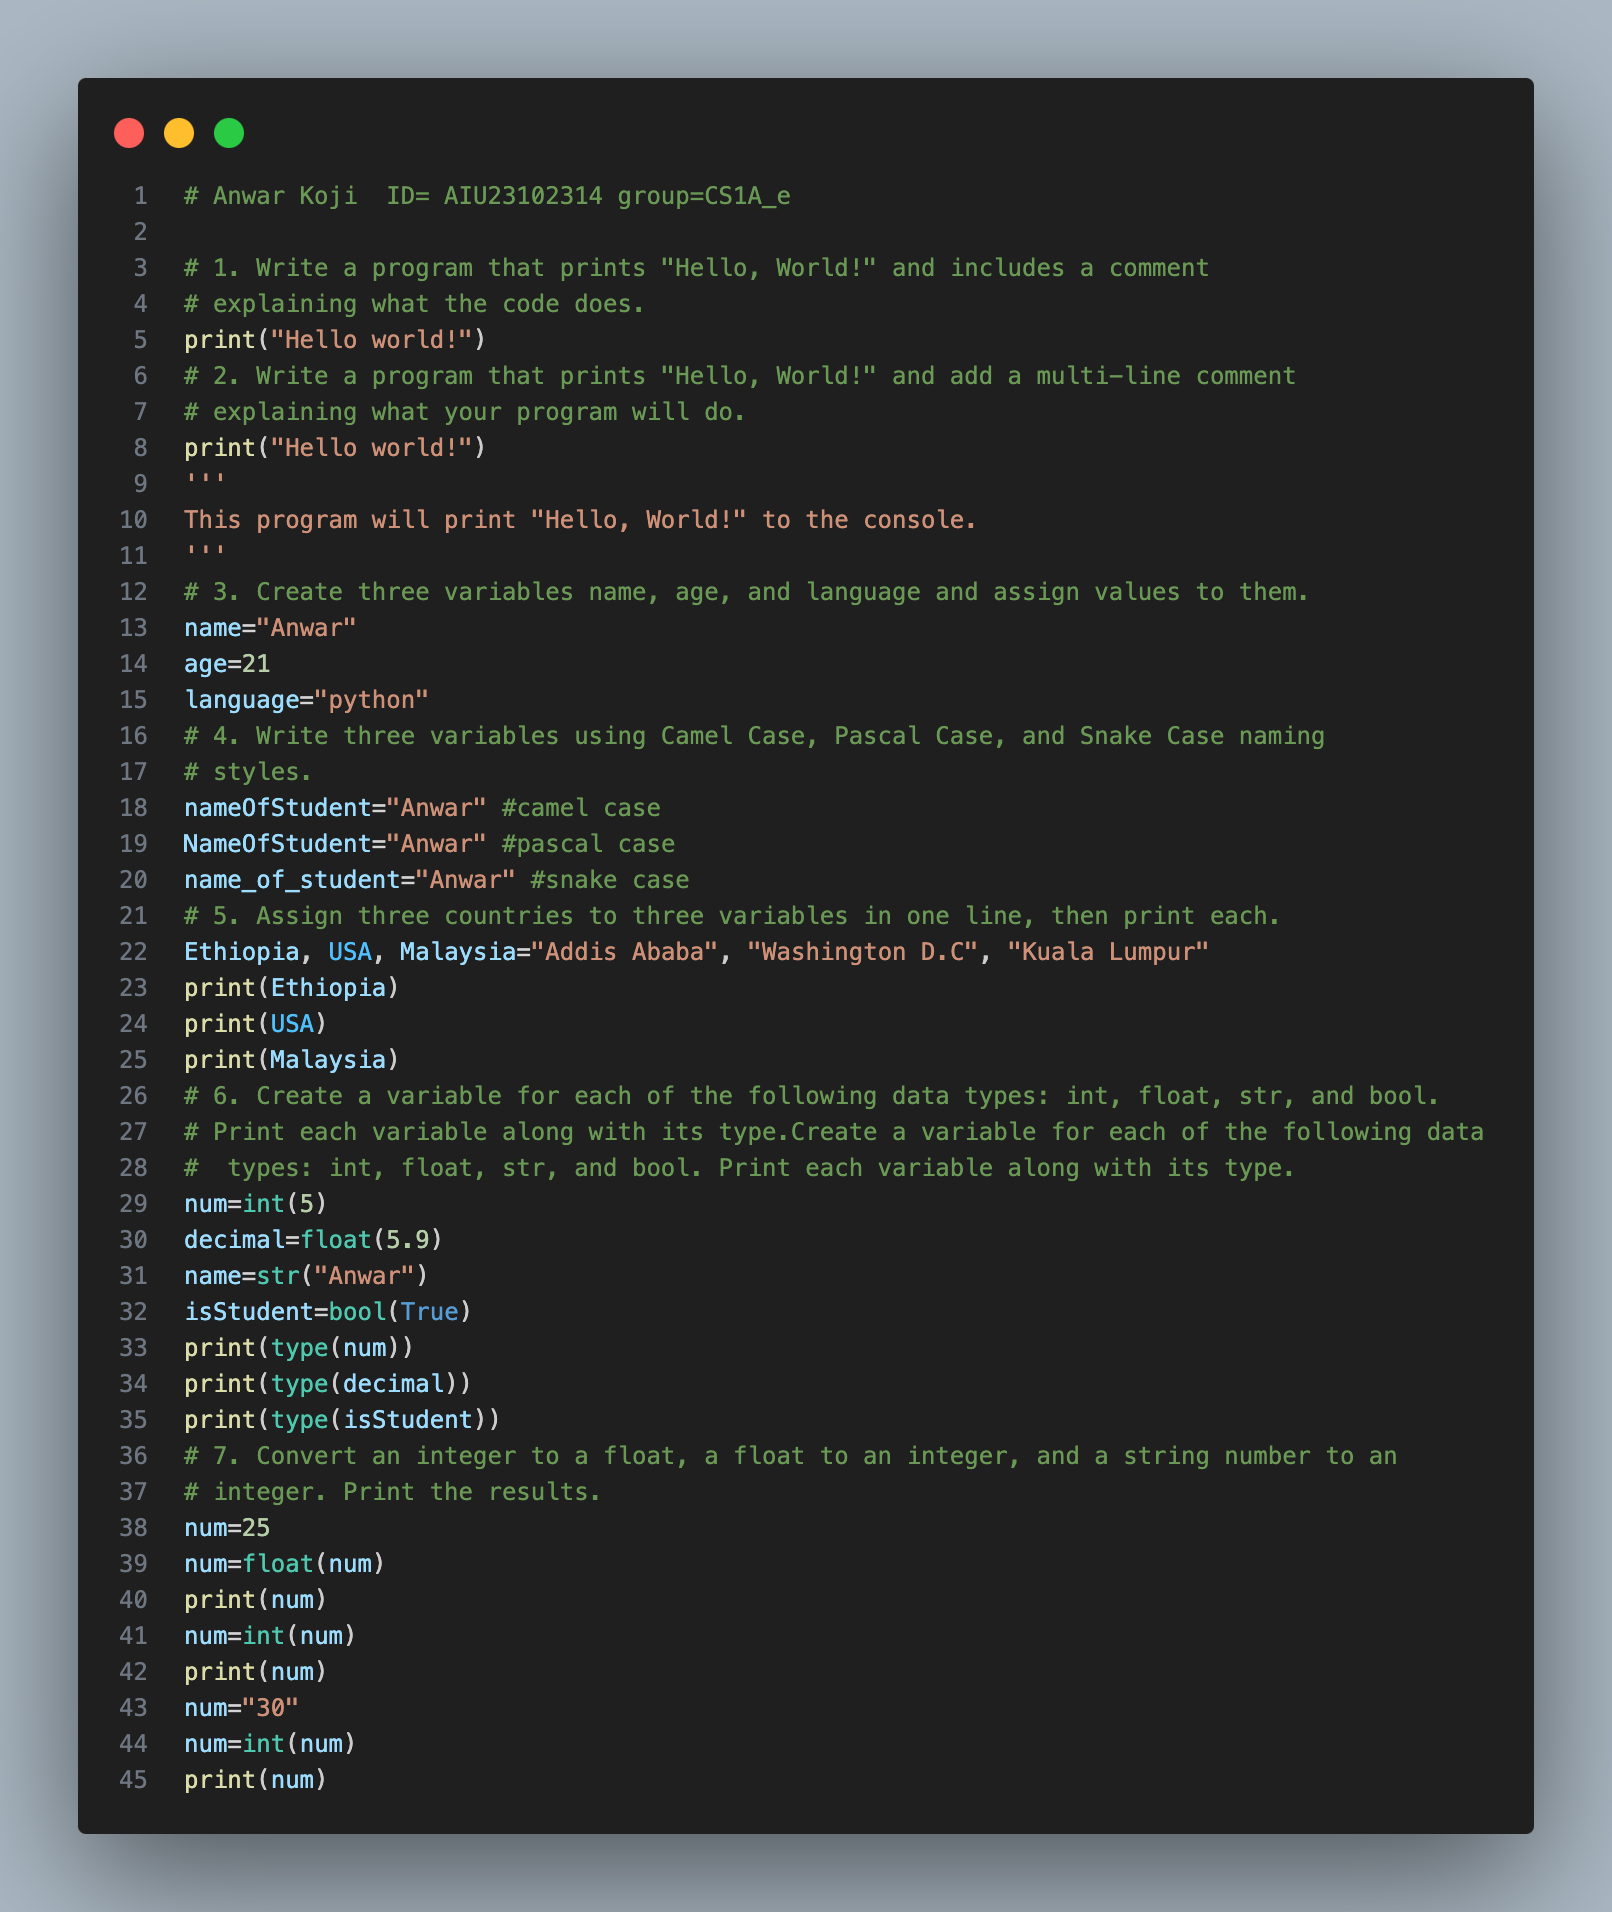 1 # Anwar Koji  ID= AIU23102314 group=CS1A_e
2
3 # 1. Write a program that prints "Hello, World!" and includes a comment
4 # explaining what the code does.
5 print("Hello world!")
6 # 2. Write a program that prints "Hello, World!" and add a multi-line comment
7 # explaining what your program will do.
8 print("Hello world!")
9 '''
10 This program will print "Hello, World!" to the console.
11 '''
12 # 3. Create three variables name, age, and language and assign values to them.
13 name="Anwar"
14 age=21
15 language="python"
16 # 4. Write three variables using Camel Case, Pascal Case, and Snake Case naming
17 # styles.
18 nameOfStudent="Anwar" #camel case
19 NameOfStudent="Anwar" #pascal case
20 name_of_student="Anwar" #snake case
21 # 5. Assign three countries to three variables in one line, then print each.
22 Ethiopia, USA, Malaysia="Addis Ababa", "Washington D.C", "Kuala Lumpur"
23 print(Ethiopia)
24 print(USA)
25 print(Malaysia)
26 # 6. Create a variable for each of the following data types: int, float, str, and bool.
27 # Print each variable along with its type.Create a variable for each of the following data
28 #  types: int, float, str, and bool. Print each variable along with its type.
29 num=int(5)
30 decimal=float(5.9)
31 name=str("Anwar")
32 isStudent=bool(True)
33 print(type(num))
34 print(type(decimal))
35 print(type(isStudent))
36 # 7. Convert an integer to a float, a float to an integer, and a string number to an
37 # integer. Print the results.
38 num=25
39 num=float(num)
40 print(num)
41 num=int(num)
42 print(num)
43 num="30"
44 num=int(num)
45 print(num)